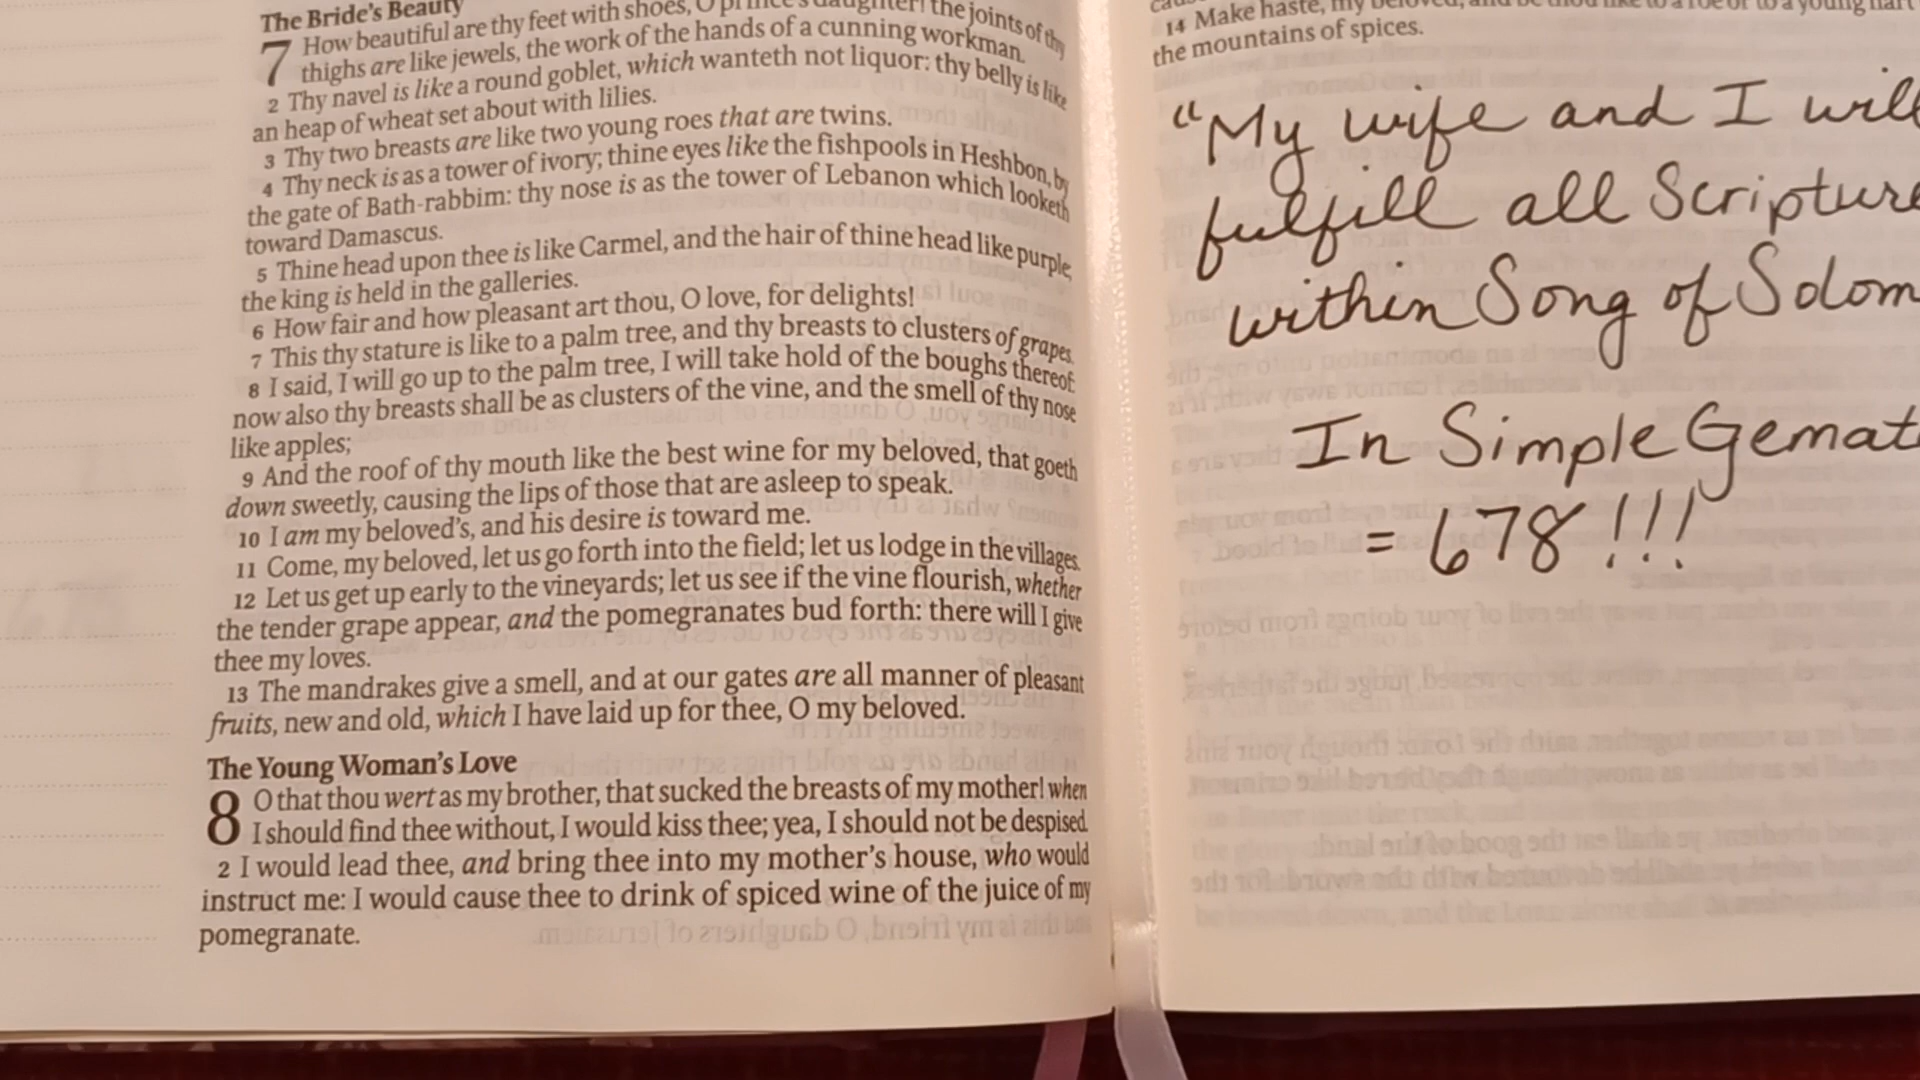 The Bride's Beauty
7 How beautiful are thy feet with shoes, O prince's daughter! the joints of thy
thighs are like jewels, the work of the hands of a cunning workman.
2 Thy navel is like a round goblet, which wanteth not liquor: thy belly is like
an heap of wheat set about with lilies.
3 Thy two breasts are like two young roes that are twins.
4 Thy neck is as a tower of ivory; thine eyes like the fishpools in Heshbon, by
the gate of Bath-rabbim: thy nose is as the tower of Lebanon which looketh
toward Damascus.
5 Thine head upon thee is like Carmel, and the hair of thine head like purple;
the king is held in the galleries.
6 How fair and how pleasant art thou, O love, for delights!
7 This thy stature is like to a palm tree, and thy breasts to clusters of grapes.
8 I said, I will go up to the palm tree, I will take hold of the boughs thereof:
now also thy breasts shall be as clusters of the vine, and the smell of thy nose
like apples;
9 And the roof of thy mouth like the best wine for my beloved, that goeth
down sweetly, causing the lips of those that are asleep to speak.
10 I am my beloved's, and his desire is toward me.
11 Come, my beloved, let us go forth into the field; let us lodge in the villages.
12 Let us get up early to the vineyards; let us see if the vine flourish, whether
the tender grape appear, and the pomegranates bud forth: there will I give
thee my loves.
13 The mandrakes give a smell, and at our gates are all manner of pleasant
fruits, new and old, which I have laid up for thee, O my beloved.
The Young Woman's Love
8 O that thou wert as my brother, that sucked the breasts of my mother! when
I should find thee without, I would kiss thee; yea, I should not be despised.
2 I would lead thee, and bring thee into my mother's house, who would
instruct me: I would cause thee to drink of spiced wine of the juice of my
pomegranate.
14 Make haste, my beloved, and be thou like to a roe or to a young hart
the mountains of spices.
"My wife and I will
fulfill all Scripture
within Song of Solom
In Simple Gemat
= 678!!!